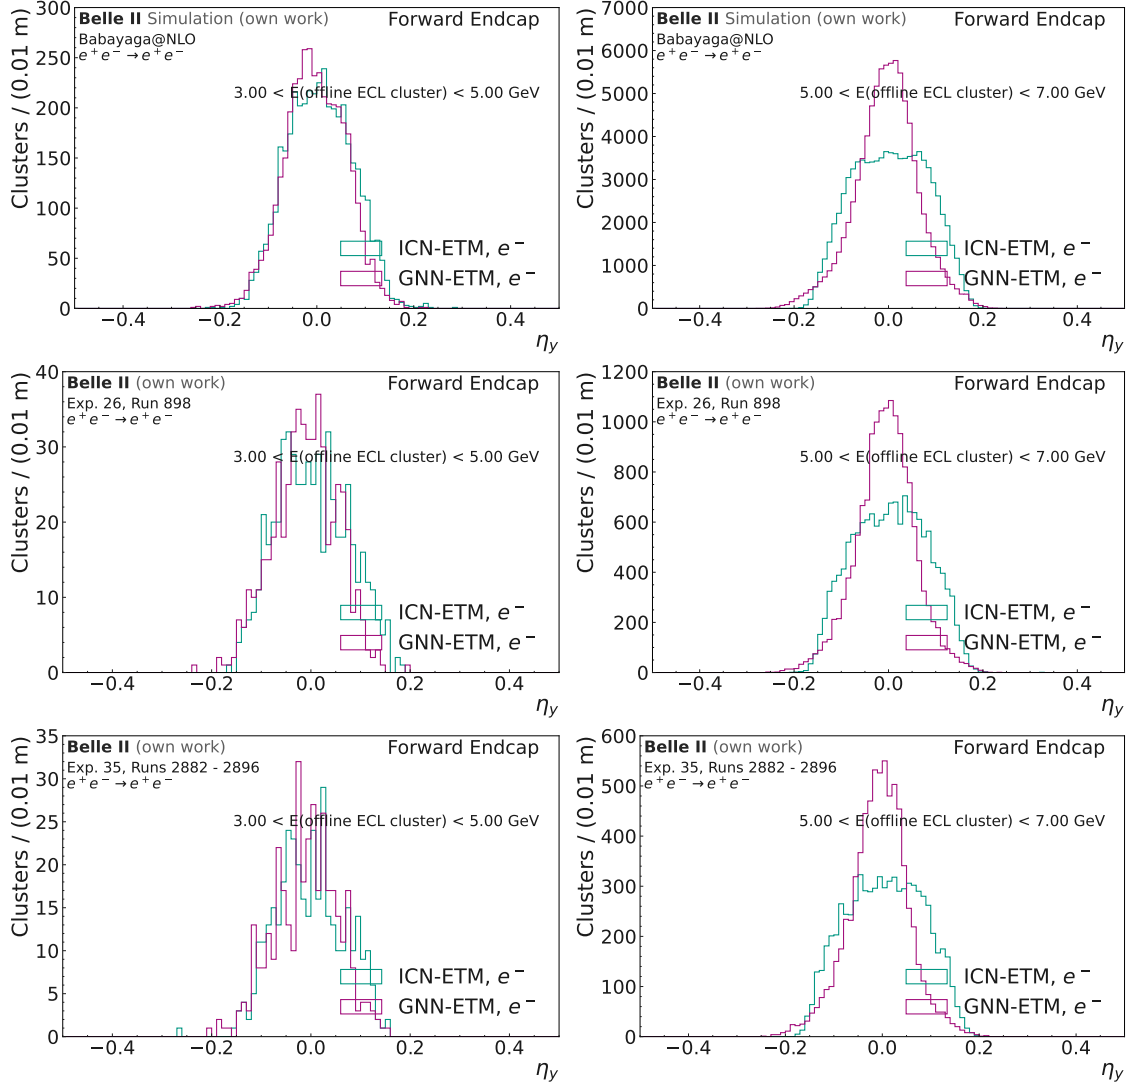 Belle II Simulation (own work)
Forward Endcap
Babayaga@NLO
e⁺e⁻ → e⁺e⁻
3.00 < E(offline ECL cluster) < 5.00 GeV
Clusters / (0.01 m)
300
250
200
150
100
50
0
ICN-ETM, e⁻
GNN-ETM, e⁻
−0.4 −0.2 0.0 0.2 0.4
η_y
Belle II Simulation (own work)
Forward Endcap
Babayaga@NLO
e⁺e⁻ → e⁺e⁻
5.00 < E(offline ECL cluster) < 7.00 GeV
Clusters / (0.01 m)
7000
6000
5000
4000
3000
2000
1000
0
ICN-ETM, e⁻
GNN-ETM, e⁻
−0.4 −0.2 0.0 0.2 0.4
η_y
Belle II (own work)
Forward Endcap
Exp. 26, Run 898
e⁺e⁻ → e⁺e⁻
3.00 < E(offline ECL cluster) < 5.00 GeV
Clusters / (0.01 m)
40
30
20
10
0
ICN-ETM, e⁻
GNN-ETM, e⁻
−0.4 −0.2 0.0 0.2 0.4
η_y
Belle II (own work)
Forward Endcap
Exp. 26, Run 898
e⁺e⁻ → e⁺e⁻
5.00 < E(offline ECL cluster) < 7.00 GeV
Clusters / (0.01 m)
1200
1000
800
600
400
200
0
ICN-ETM, e⁻
GNN-ETM, e⁻
−0.4 −0.2 0.0 0.2 0.4
η_y
Belle II (own work)
Forward Endcap
Exp. 35, Runs 2882 - 2896
e⁺e⁻ → e⁺e⁻
3.00 < E(offline ECL cluster) < 5.00 GeV
Clusters / (0.01 m)
35
30
25
20
15
10
5
0
ICN-ETM, e⁻
GNN-ETM, e⁻
−0.4 −0.2 0.0 0.2 0.4
η_y
Belle II (own work)
Forward Endcap
Exp. 35, Runs 2882 - 2896
e⁺e⁻ → e⁺e⁻
5.00 < E(offline ECL cluster) < 7.00 GeV
Clusters / (0.01 m)
600
500
400
300
200
100
0
ICN-ETM, e⁻
GNN-ETM, e⁻
−0.4 −0.2 0.0 0.2 0.4
η_y